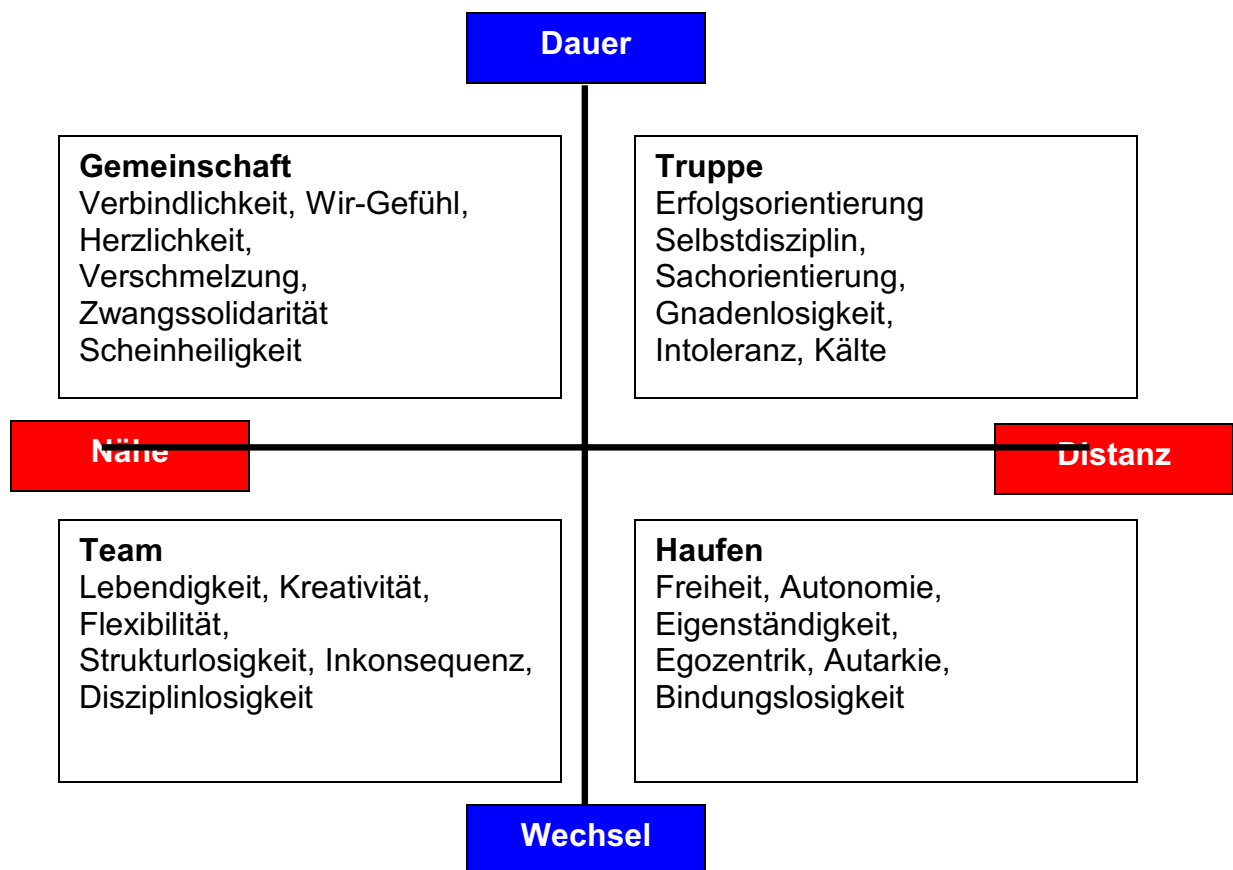 Dauer
Gemeinschaft
Verbindlichkeit, Wir-Gefühl,
Herzlichkeit,
Verschmelzung,
Zwangssolidarität
Scheinheiligkeit
Truppe
Erfolgsorientierung
Selbstdisziplin,
Sachorientierung,
Gnadenlosigkeit,
Intoleranz, Kälte
Nähe
Distanz
Team
Lebendigkeit, Kreativität,
Flexibilität,
Strukturlosigkeit, Inkonsequenz,
Disziplinlosigkeit
Haufen
Freiheit, Autonomie,
Eigenständigkeit,
Egozentrik, Autarkie,
Bindungslosigkeit
Wechsel